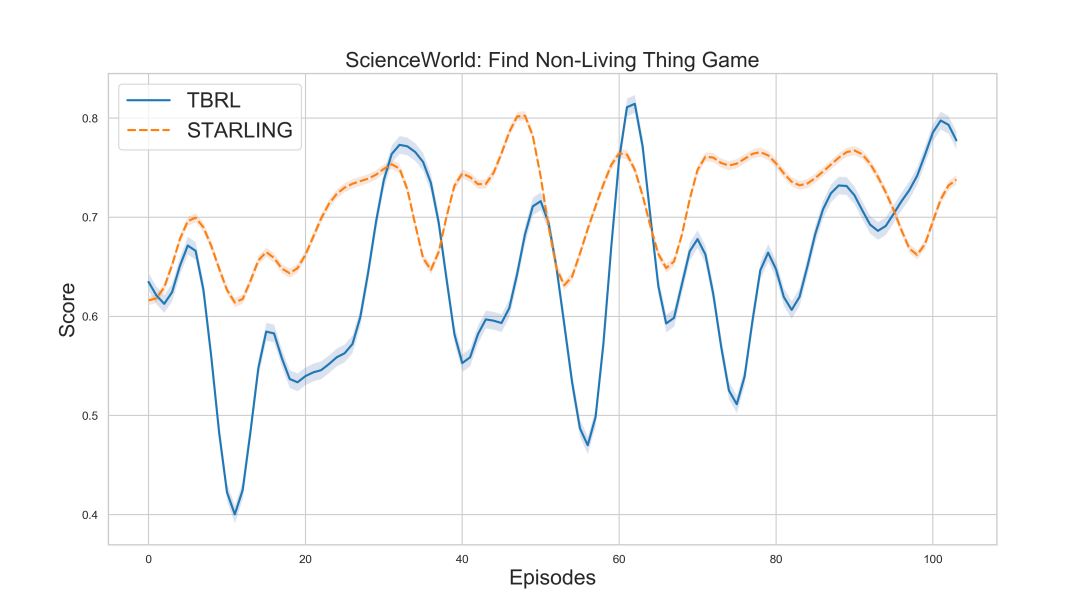 ScienceWorld: Find Non-Living Thing Game
TBRL
STARLING
0.8
0.7
0.6
0.5
0.4
Score
0 20 40 60 80 100
Episodes